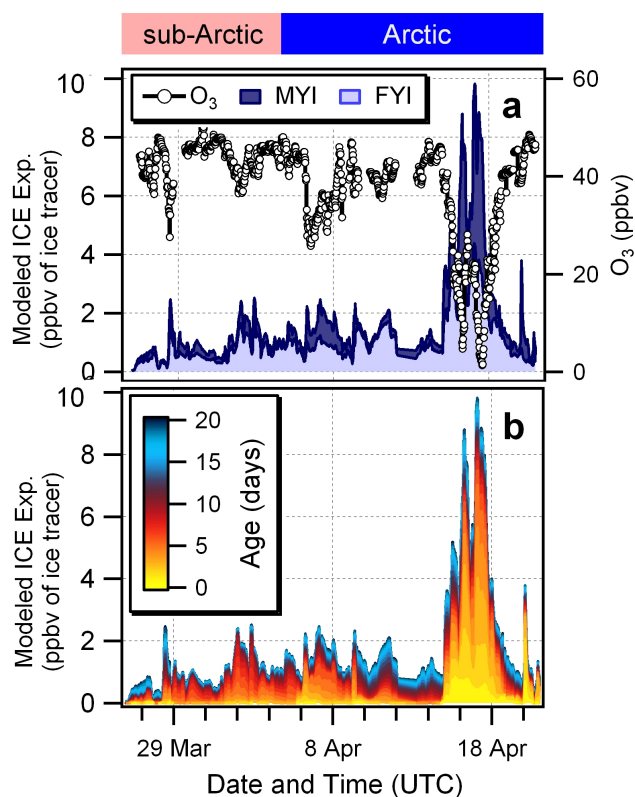 sub-Arctic Arctic
O₃ MYI FYI
a
10
8
6
4
2
0
Modeled ICE Exp.
(ppbv of ice tracer)
60
40
20
0
O₃ (ppbv)
b
10
8
6
4
2
0
Modeled ICE Exp.
(ppbv of ice tracer)
20
15
10
5
0
Age (days)
29 Mar 8 Apr 18 Apr
Date and Time (UTC)